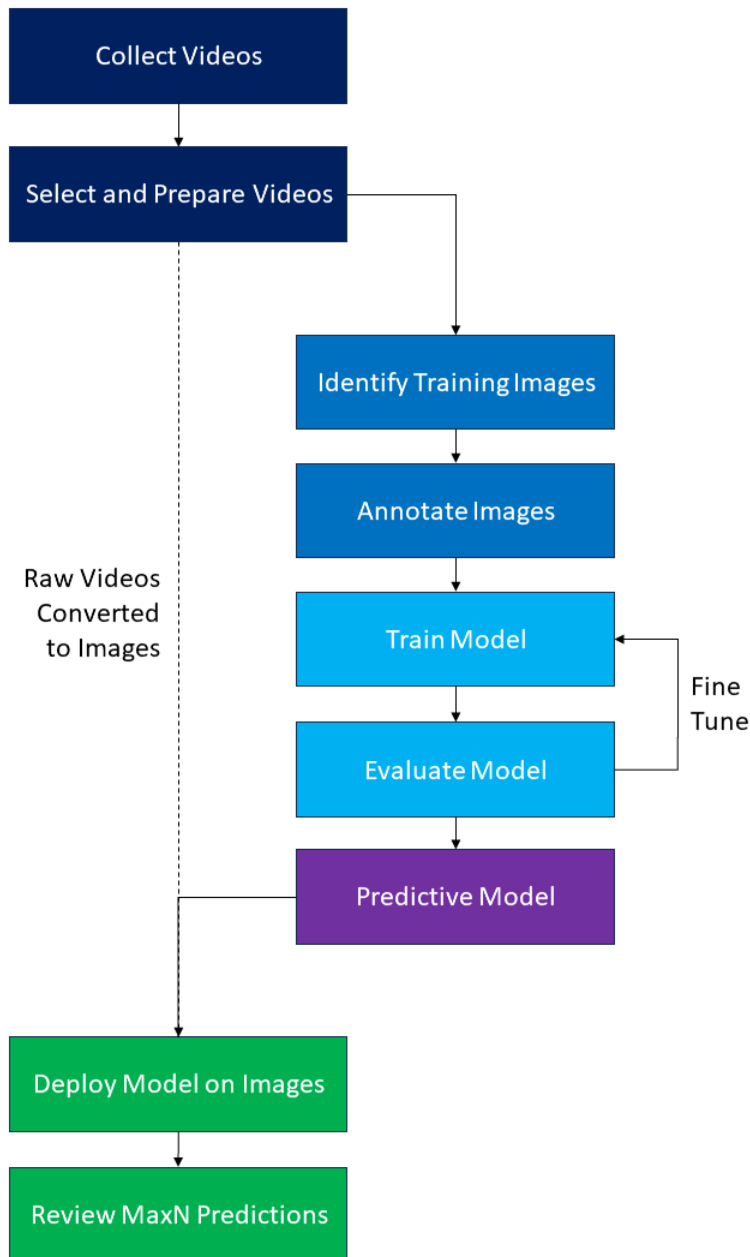 Collect Videos
Select and Prepare Videos
Identify Training Images
Annotate Images
Raw Videos
Converted
to Images
Train Model
Fine
Tune
Evaluate Model
Predictive Model
Deploy Model on Images
Review MaxN Predictions